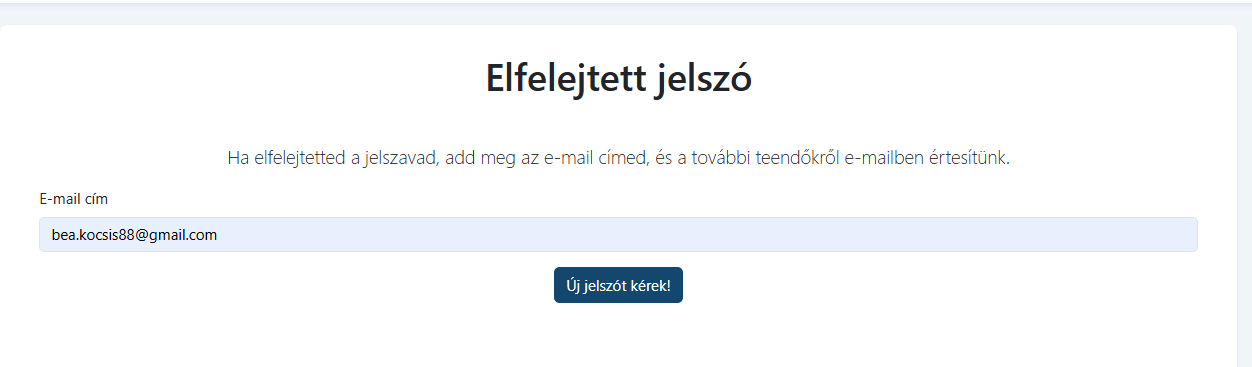 Elfelejtett jelszó
Ha elfelejtetted a jelszavad, add meg az e-mail címed, és a további teendőkről e-mailben értesítünk.
E-mail cím
bea.kocsis88@gmail.com
Új jelszót kérek!